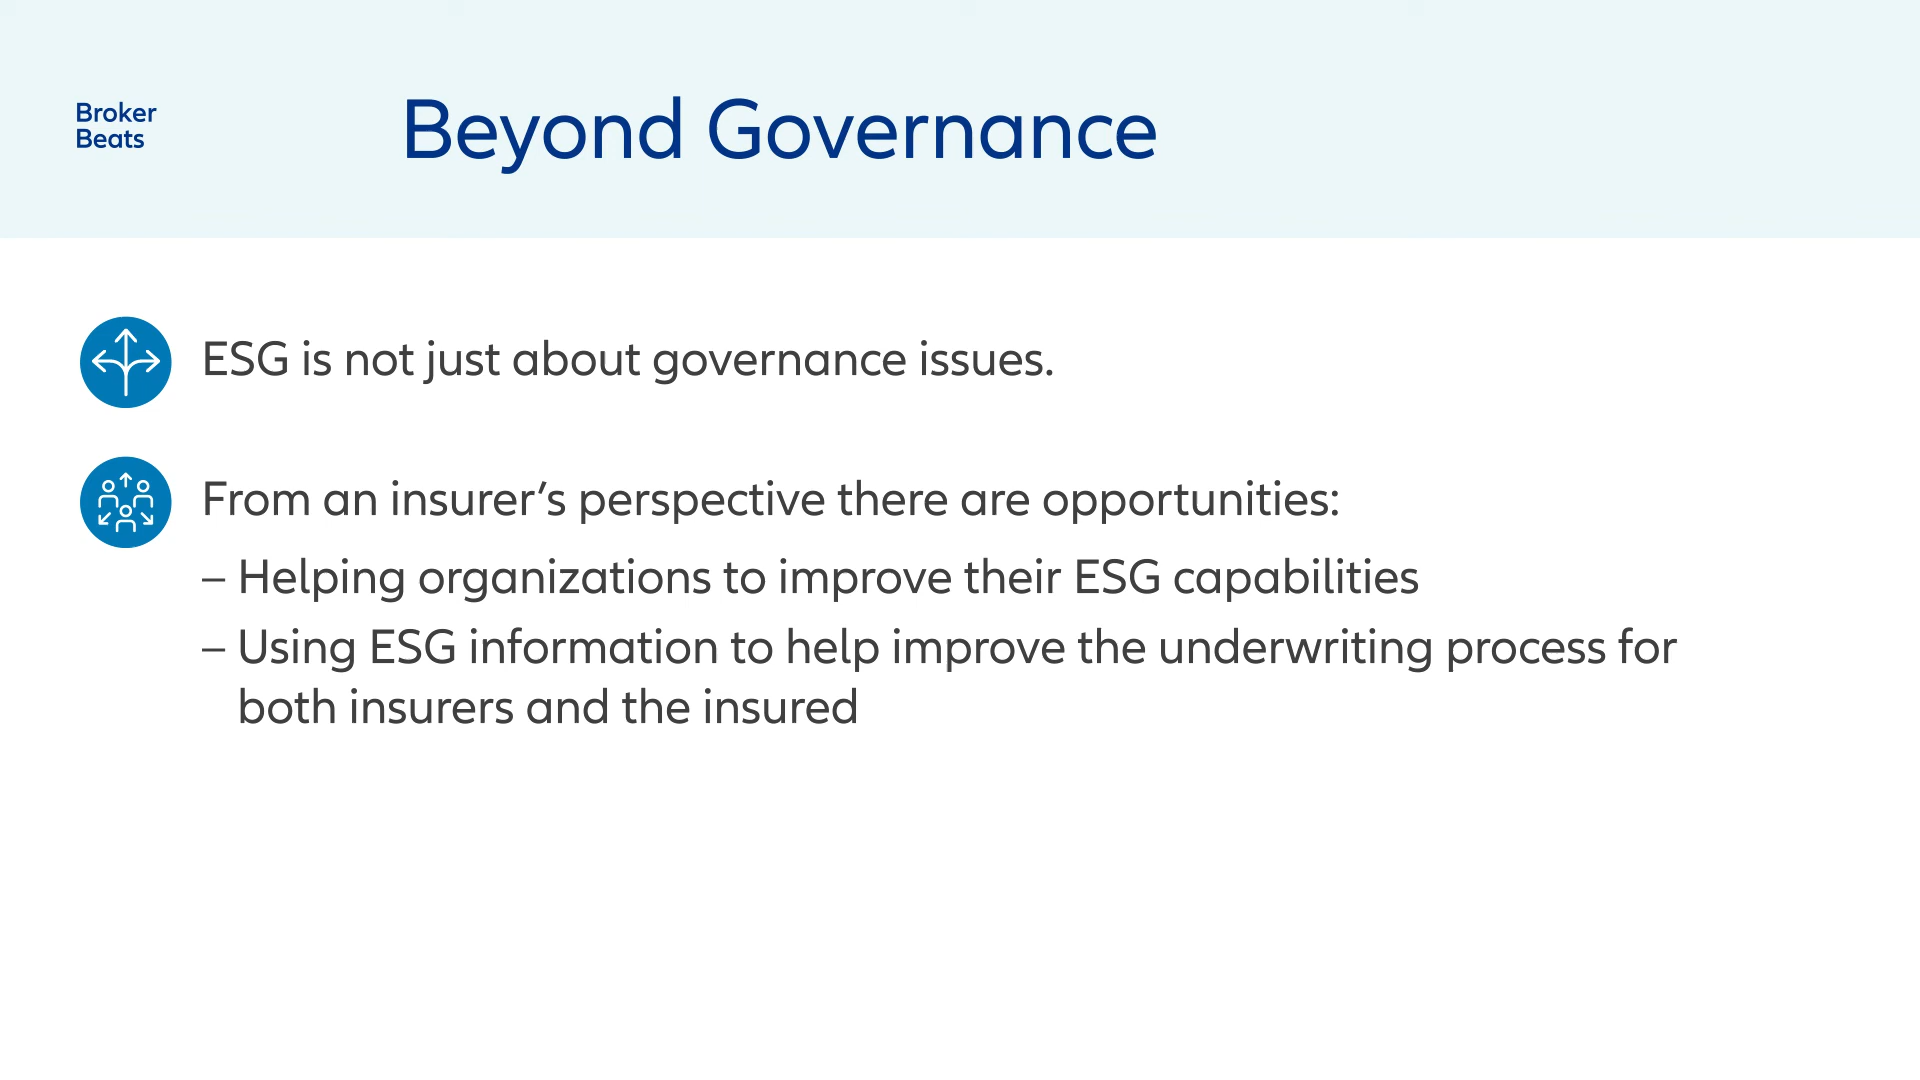 Broker
Beats
Beyond Governance
ESG is not just about governance issues.
From an insurer’s perspective there are opportunities:
– Helping organizations to improve their ESG capabilities
– Using ESG information to help improve the underwriting process for
both insurers and the insured